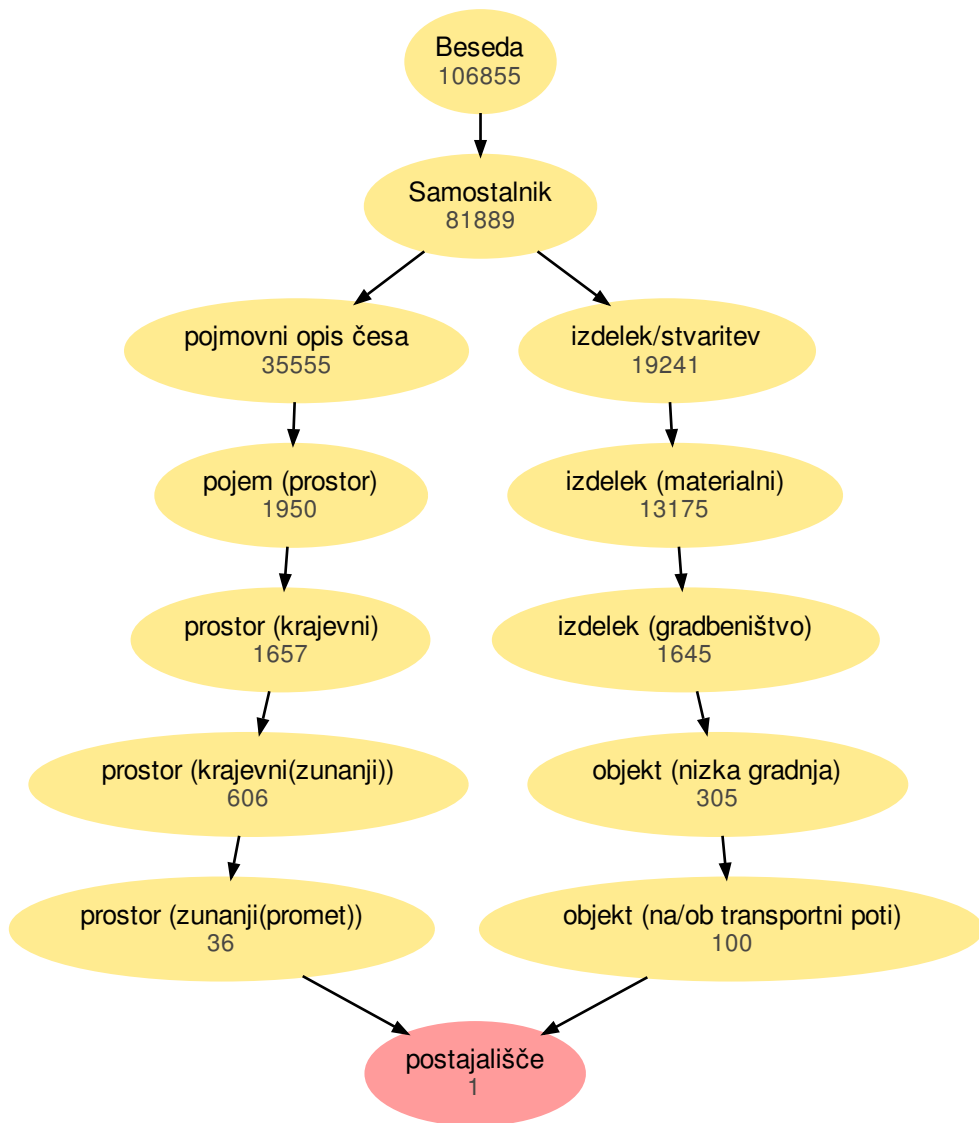 Beseda
106855
Samostalnik
81889
pojmovni opis česa
35555
izdelek/stvaritev
19241
pojem (prostor)
1950
izdelek (materialni)
13175
prostor (krajevni)
1657
izdelek (gradbeništvo)
1645
prostor (krajevni(zunanji))
606
objekt (nizka gradnja)
305
prostor (zunanji(promet))
36
objekt (na/ob transportni poti)
100
postajališče
1